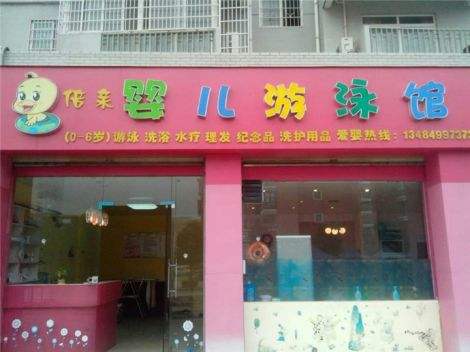 倍亲 婴儿游泳馆
(0-6岁)游泳 洗浴 水疗 理发 纪念品 洗护用品 爱婴热线:1348499737